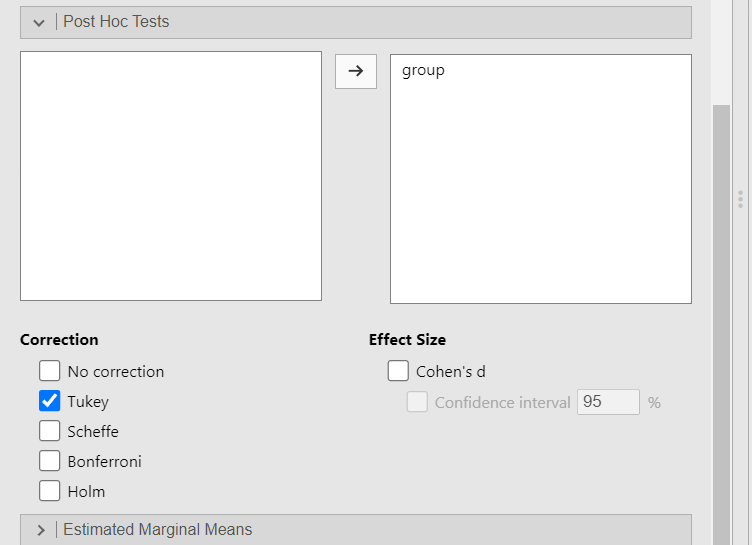 Post Hoc Tests
group
Correction
Effect Size
No correction
Cohen's d
Tukey
Confidence interval 95 %
Scheffe
Bonferroni
Holm
Estimated Marginal Means